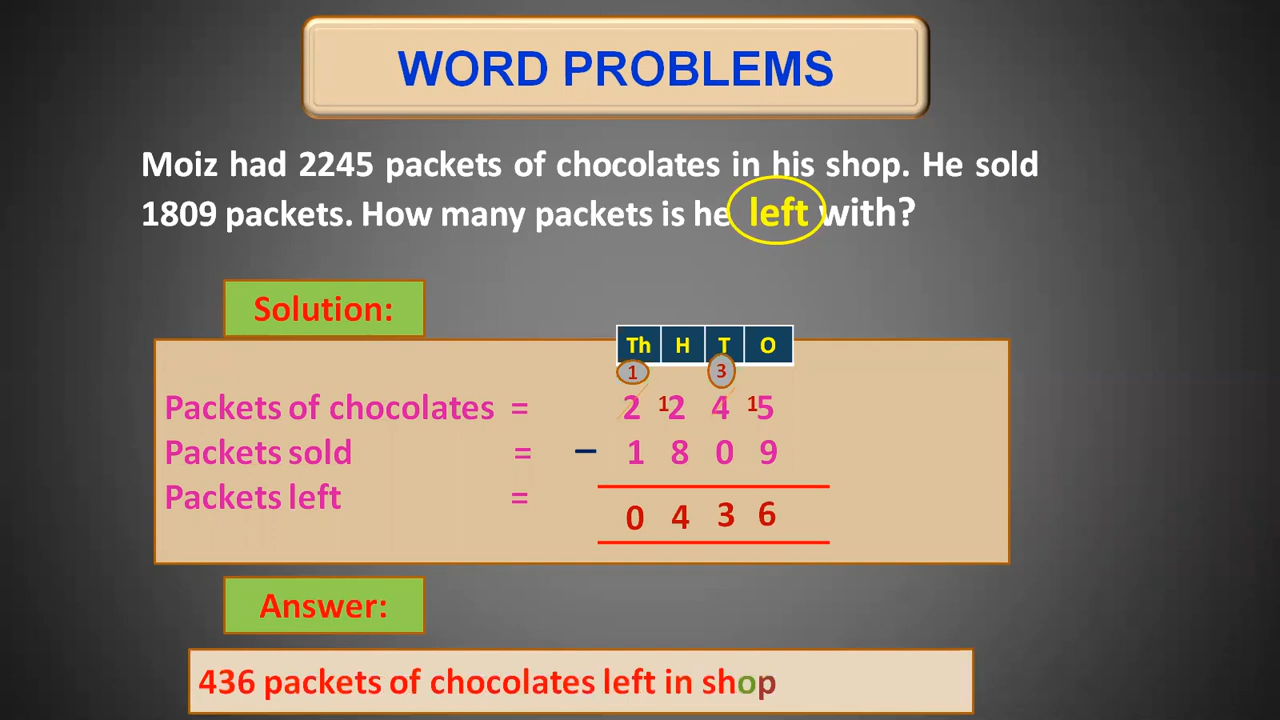 WORD PROBLEMS
Moiz had 2245 packets of chocolates in his shop. He sold
1809 packets. How many packets is he left with?
Solution:
Th H T O
1 3
Packets of chocolates = 2 12 4 15
Packets sold = – 1 8 0 9
Packets left =
0 4 3 6
Answer:
436 packets of chocolates left in shop